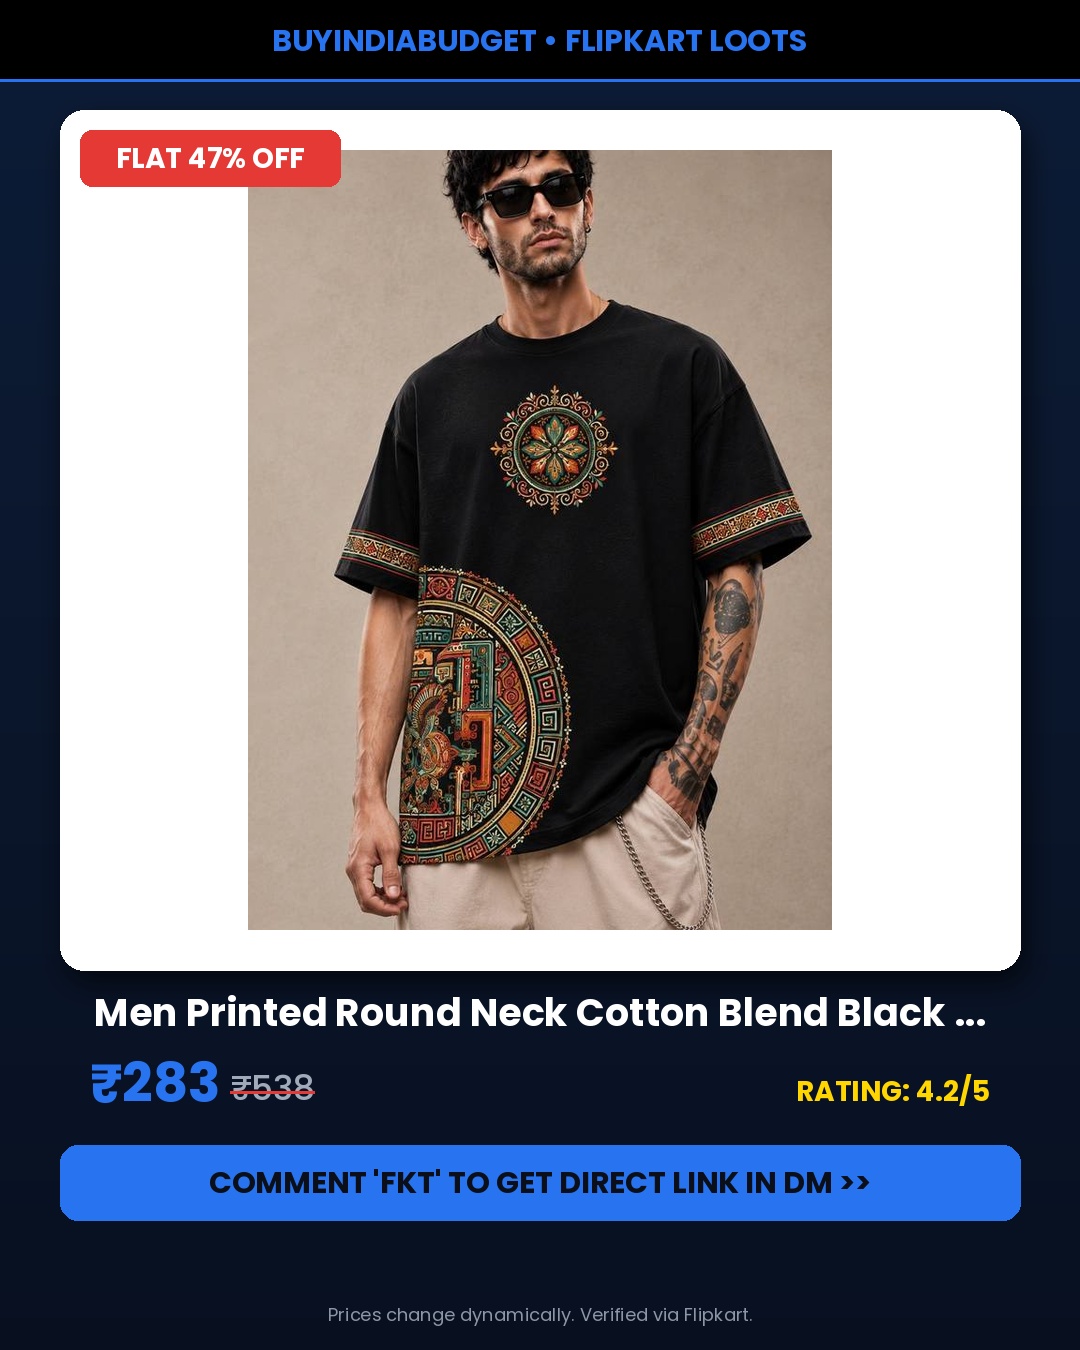 BUYINDIABUDGET • FLIPKART LOOTS
FLAT 47% OFF
Men Printed Round Neck Cotton Blend Black ...
₹283 ₹538
RATING: 4.2/5
COMMENT 'FKT' TO GET DIRECT LINK IN DM >>
Prices change dynamically. Verified via Flipkart.